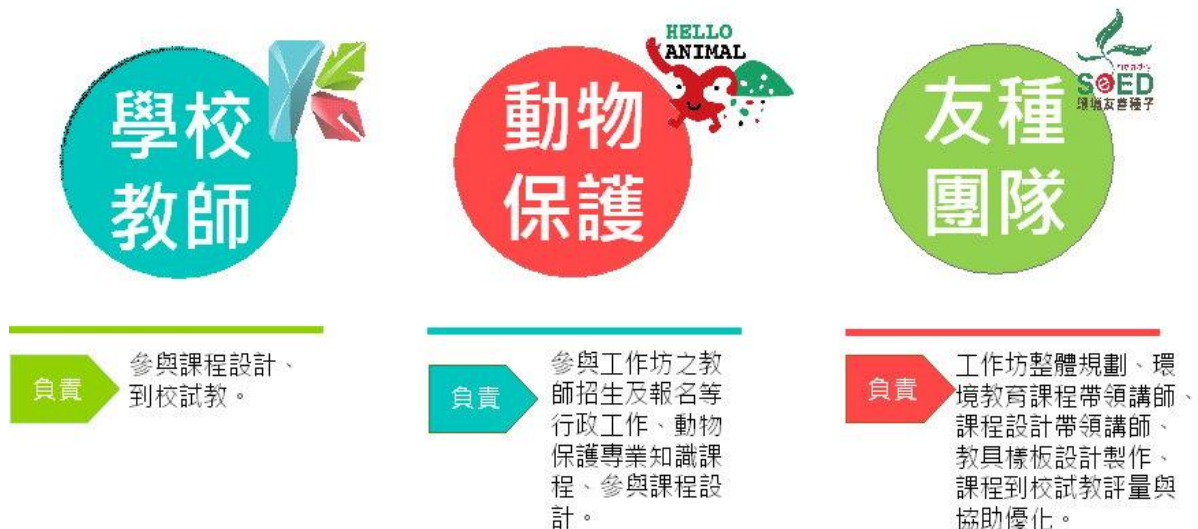 學校
教師
HELLO
ANIMAL
動物
保護
SeED
環境友善種子
友種
團隊
負責
參與課程設計、
到校試教。
負責
參與工作坊之教
師招生及報名等
行政工作、動物
保護專業知識課
程、參與課程設
計。
負責
工作坊整體規劃、環
境教育課程帶領講師、
課程設計帶領講師、
教具樣板設計製作、
課程到校試教評量與
協助優化。